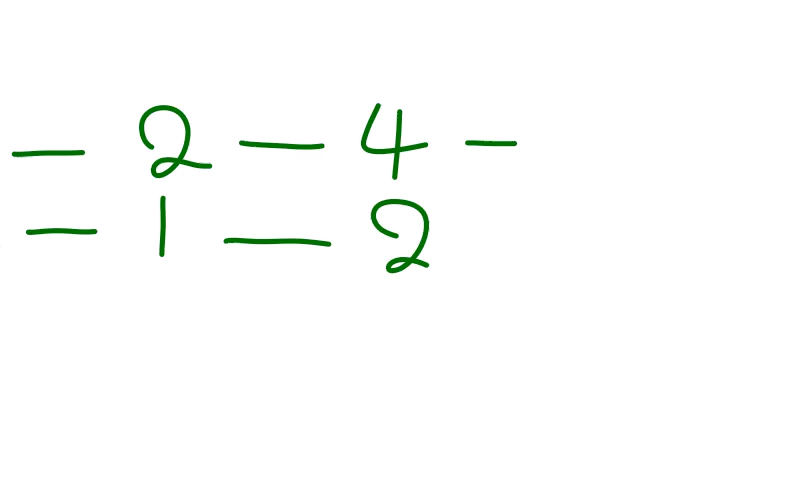 — 2 — 4 —
— 1 — 2